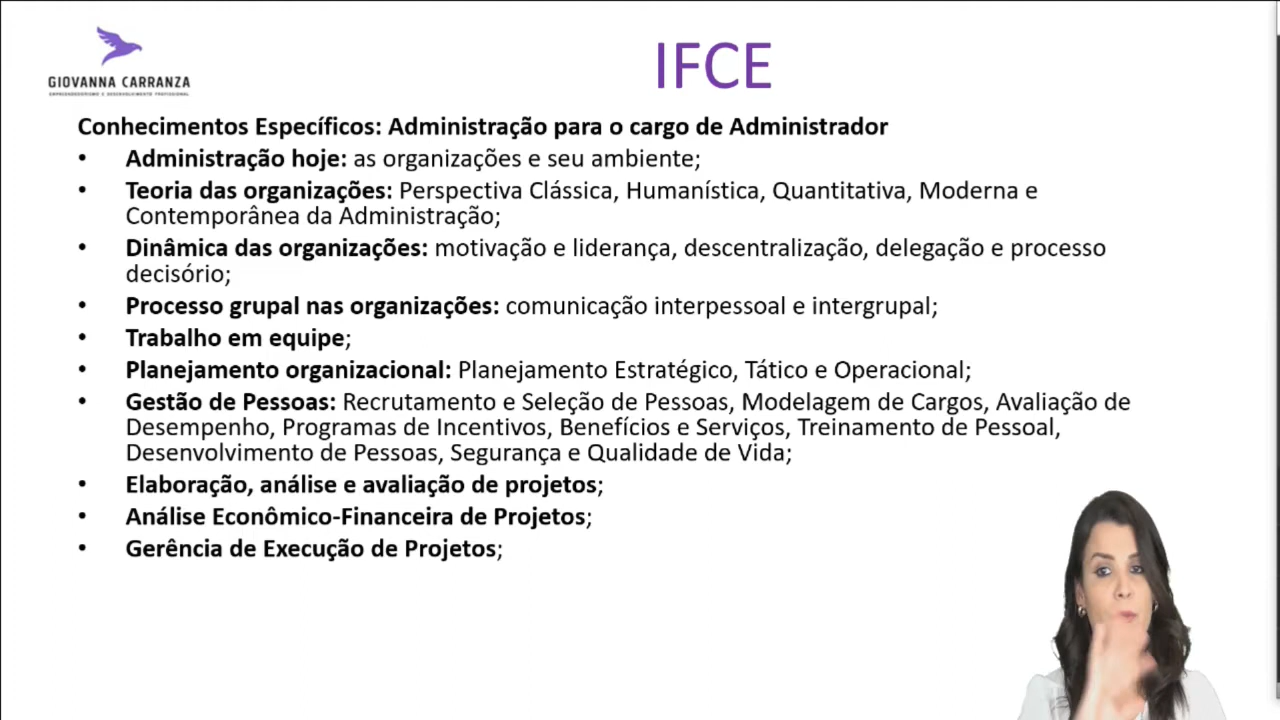 GIOVANNA CARRANZA
EMPREENDEDORISMO E DESENVOLVIMENTO PROFISSIONAL
IFCE
Conhecimentos Específicos: Administração para o cargo de Administrador
• Administração hoje: as organizações e seu ambiente;
• Teoria das organizações: Perspectiva Clássica, Humanística, Quantitativa, Moderna e
Contemporânea da Administração;
• Dinâmica das organizações: motivação e liderança, descentralização, delegação e processo
decisório;
• Processo grupal nas organizações: comunicação interpessoal e intergrupal;
• Trabalho em equipe;
• Planejamento organizacional: Planejamento Estratégico, Tático e Operacional;
• Gestão de Pessoas: Recrutamento e Seleção de Pessoas, Modelagem de Cargos, Avaliação de
Desempenho, Programas de Incentivos, Benefícios e Serviços, Treinamento de Pessoal,
Desenvolvimento de Pessoas, Segurança e Qualidade de Vida;
• Elaboração, análise e avaliação de projetos;
• Análise Econômico-Financeira de Projetos;
• Gerência de Execução de Projetos;